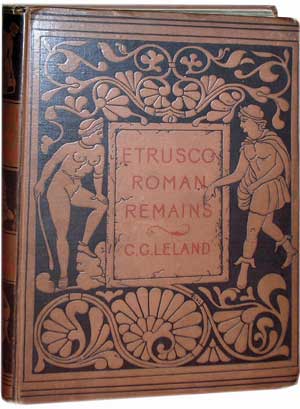 ETRUSCO
ROMAN
REMAINS
C.G.LELAND